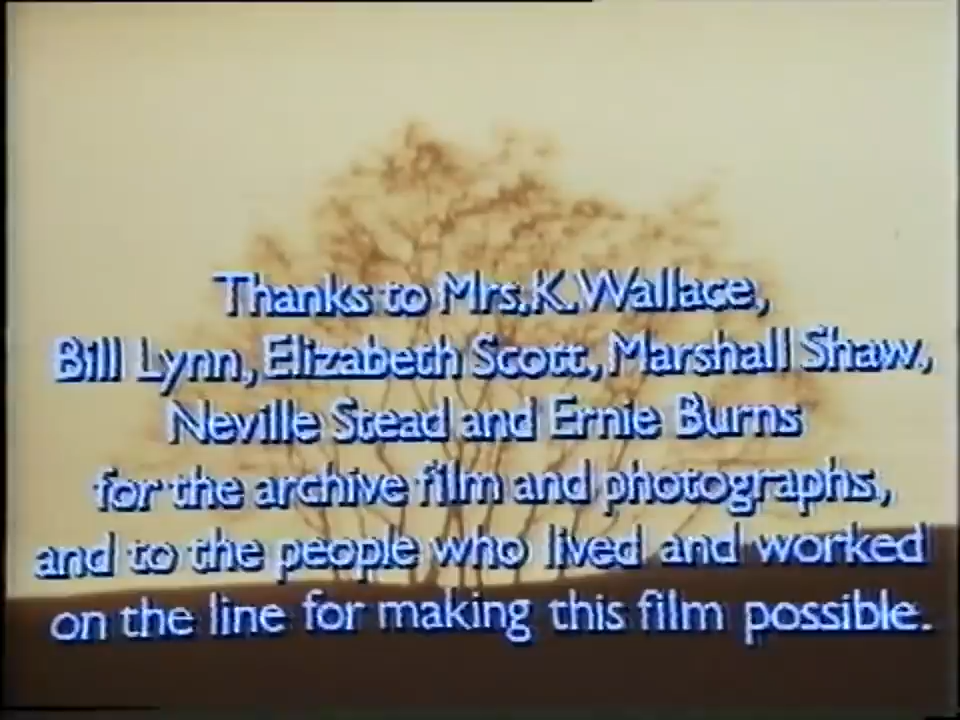 Thanks to Mrs.K.Wallace,
Bill Lynn, Elizabeth Scott, Marshall Shaw,
Neville Stead and Ernie Burns
for the archive film and photographs,
and to the people who lived and worked
on the line for making this film possible.